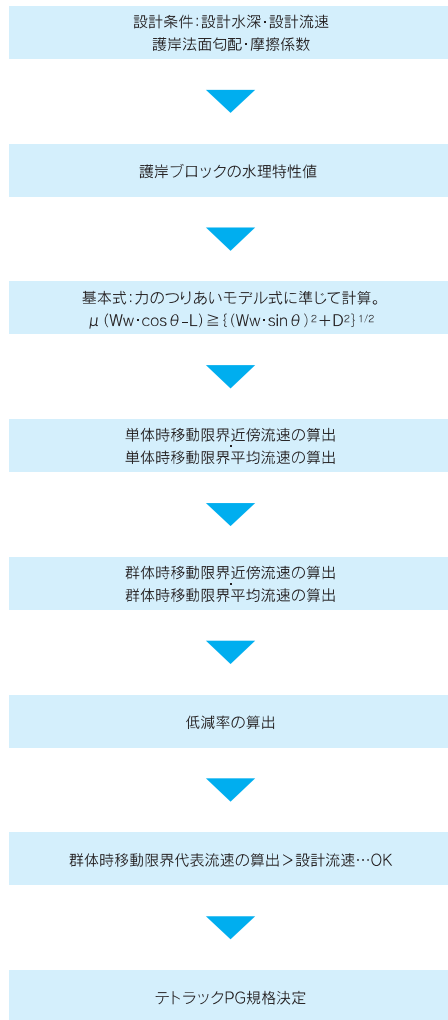 設計条件:設計水深・設計流速
護岸法面匂配・摩擦係数
護岸ブロックの水理特性値
基本式:力のつりあいモデル式に準じて計算。
μ(Ww・cosθ-L)≧{(Ww・sinθ)²+D²}¹/²
単体時移動限界近傍流速の算出
・
単体時移動限界平均流速の算出
群体時移動限界近傍流速の算出
・
群体時移動限界平均流速の算出
低減率の算出
群体時移動限界代表流速の算出>設計流速…OK
テトラックPG規格決定